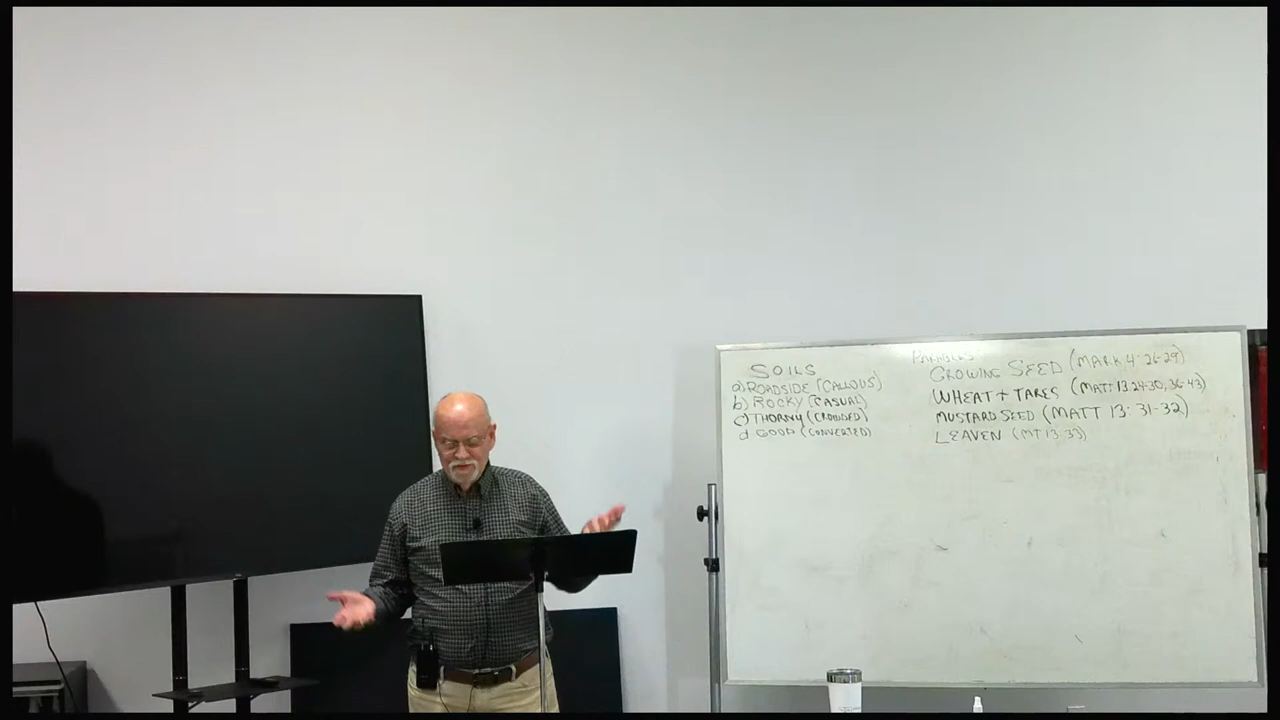 SOILS
a) ROADSIDE (CALLOUS)
b) ROCKY (CASUAL)
c) THORNY (CROWDED)
d GOOD (CONVERTED)
PARABLES
GROWING SEED (MARK 4:26-29)
WHEAT + TARES (MATT 13:24-30, 36-43)
MUSTARD SEED (MATT 13:31-32)
LEAVEN (MT 13:33)